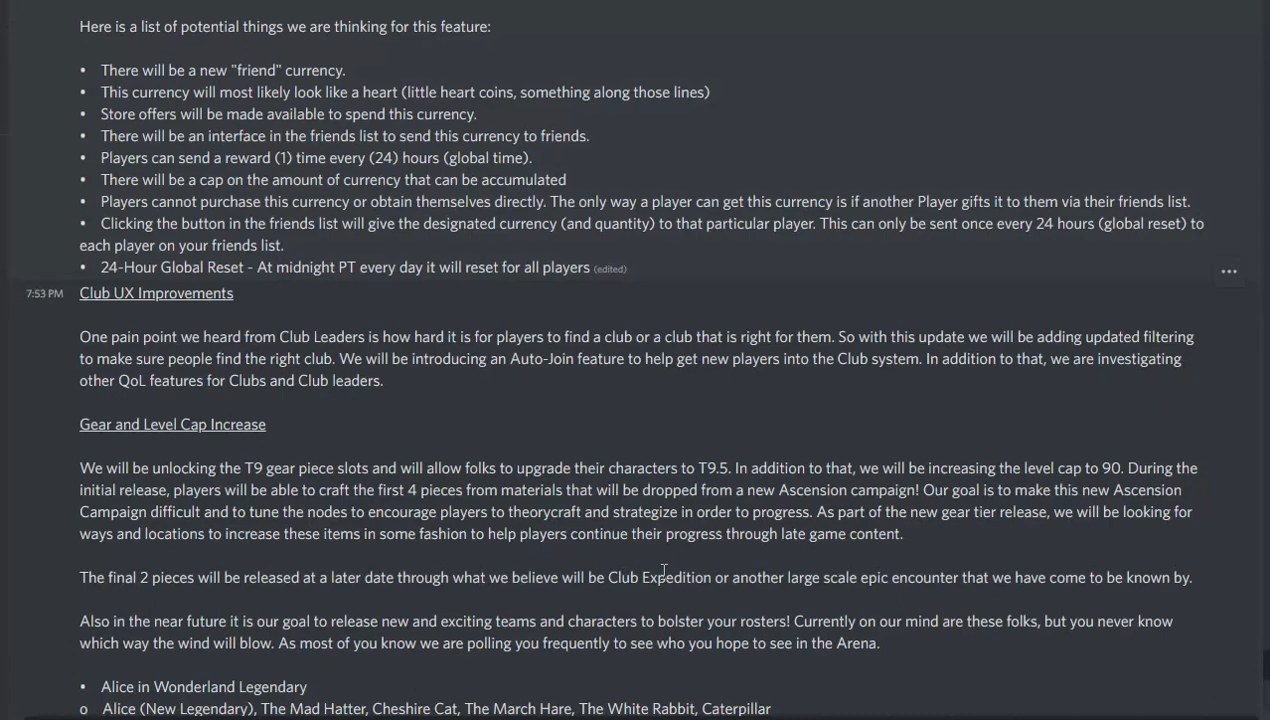 Here is a list of potential things we are thinking for this feature:
• There will be a new "friend" currency.
• This currency will most likely look like a heart (little heart coins, something along those lines)
• Store offers will be made available to spend this currency.
• There will be an interface in the friends list to send this currency to friends.
• Players can send a reward (1) time every (24) hours (global time).
• There will be a cap on the amount of currency that can be accumulated
• Players cannot purchase this currency or obtain themselves directly. The only way a player can get this currency is if another Player gifts it to them via their friends list.
• Clicking the button in the friends list will give the designated currency (and quantity) to that particular player. This can only be sent once every 24 hours (global reset) to
each player on your friends list.
• 24-Hour Global Reset - At midnight PT every day it will reset for all players (edited)
7:53 PM Club UX Improvements
One pain point we heard from Club Leaders is how hard it is for players to find a club or a club that is right for them. So with this update we will be adding updated filtering
to make sure people find the right club. We will be introducing an Auto-Join feature to help get new players into the Club system. In addition to that, we are investigating
other QoL features for Clubs and Club leaders.
Gear and Level Cap Increase
We will be unlocking the T9 gear piece slots and will allow folks to upgrade their characters to T9.5. In addition to that, we will be increasing the level cap to 90. During the
initial release, players will be able to craft the first 4 pieces from materials that will be dropped from a new Ascension campaign! Our goal is to make this new Ascension
Campaign difficult and to tune the nodes to encourage players to theorycraft and strategize in order to progress. As part of the new gear tier release, we will be looking for
ways and locations to increase these items in some fashion to help players continue their progress through late game content.
The final 2 pieces will be released at a later date through what we believe will be Club Expedition or another large scale epic encounter that we have come to be known by.
Also in the near future it is our goal to release new and exciting teams and characters to bolster your rosters! Currently on our mind are these folks, but you never know
which way the wind will blow. As most of you know we are polling you frequently to see who you hope to see in the Arena.
• Alice in Wonderland Legendary
o Alice (New Legendary), The Mad Hatter, Cheshire Cat, The March Hare, The White Rabbit, Caterpillar